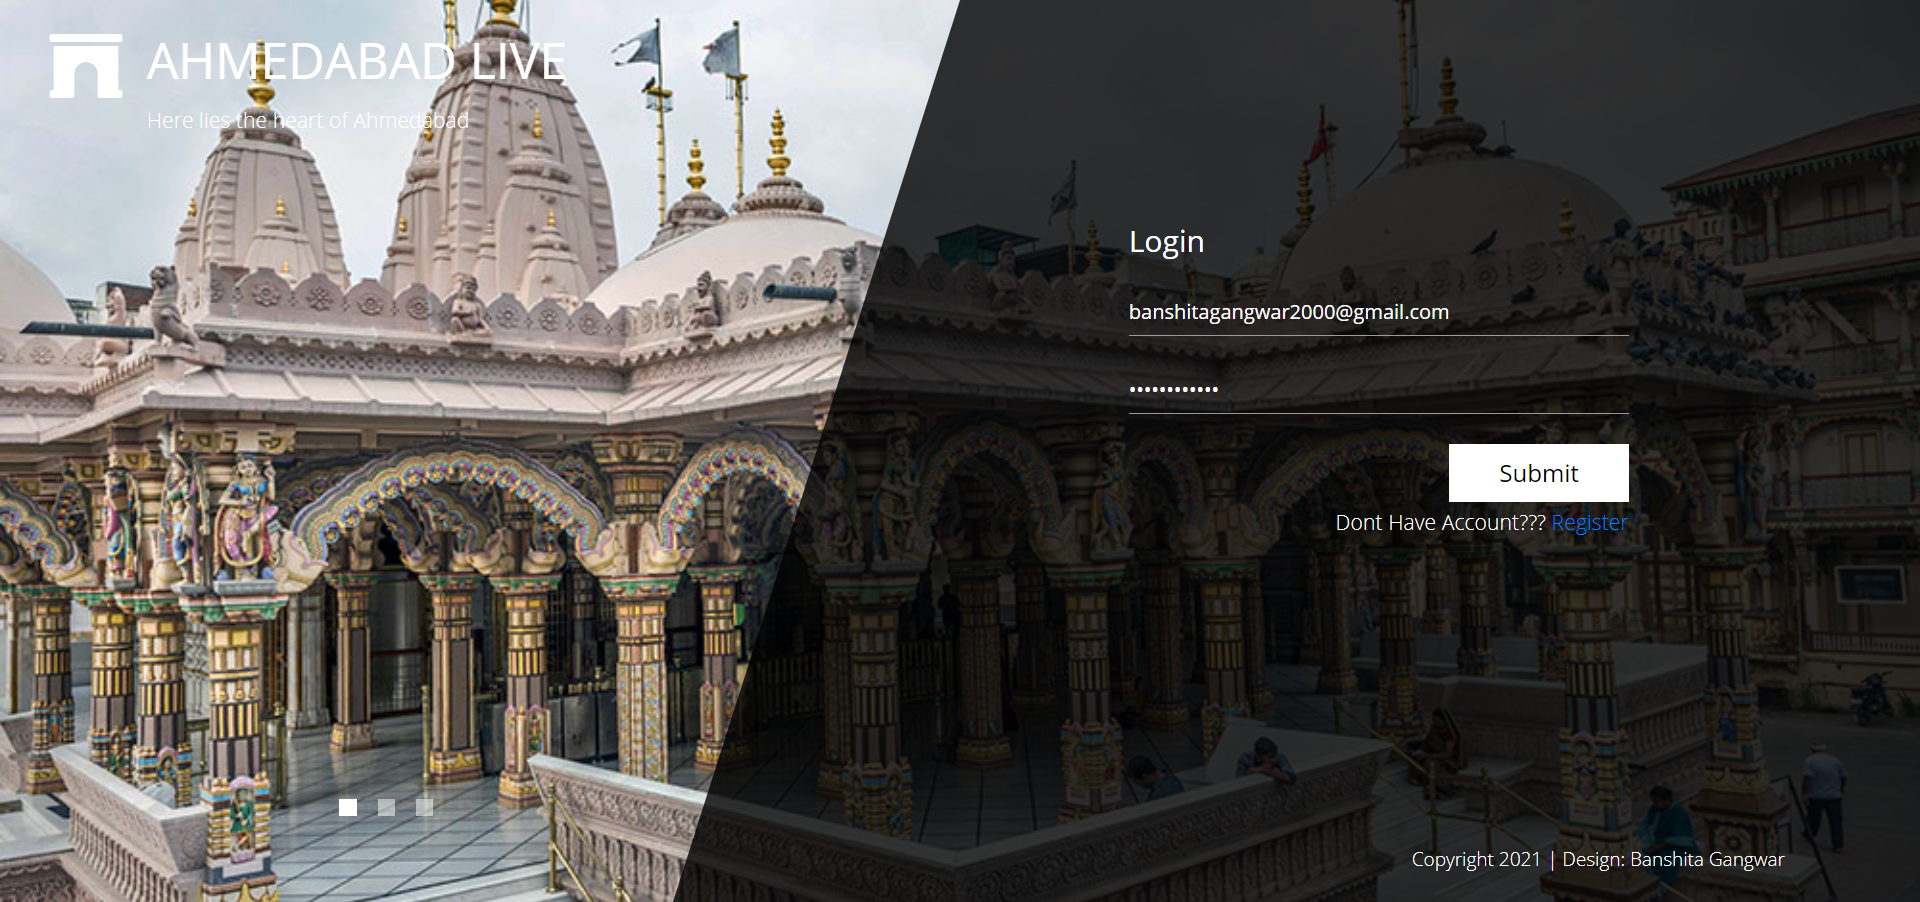 AHMEDABAD LIVE
Here lies the heart of Ahmedabad
Login
banshitagangwar2000@gmail.com
••••••••••••
Submit
Dont Have Account??? Register
Copyright 2021 | Design: Banshita Gangwar